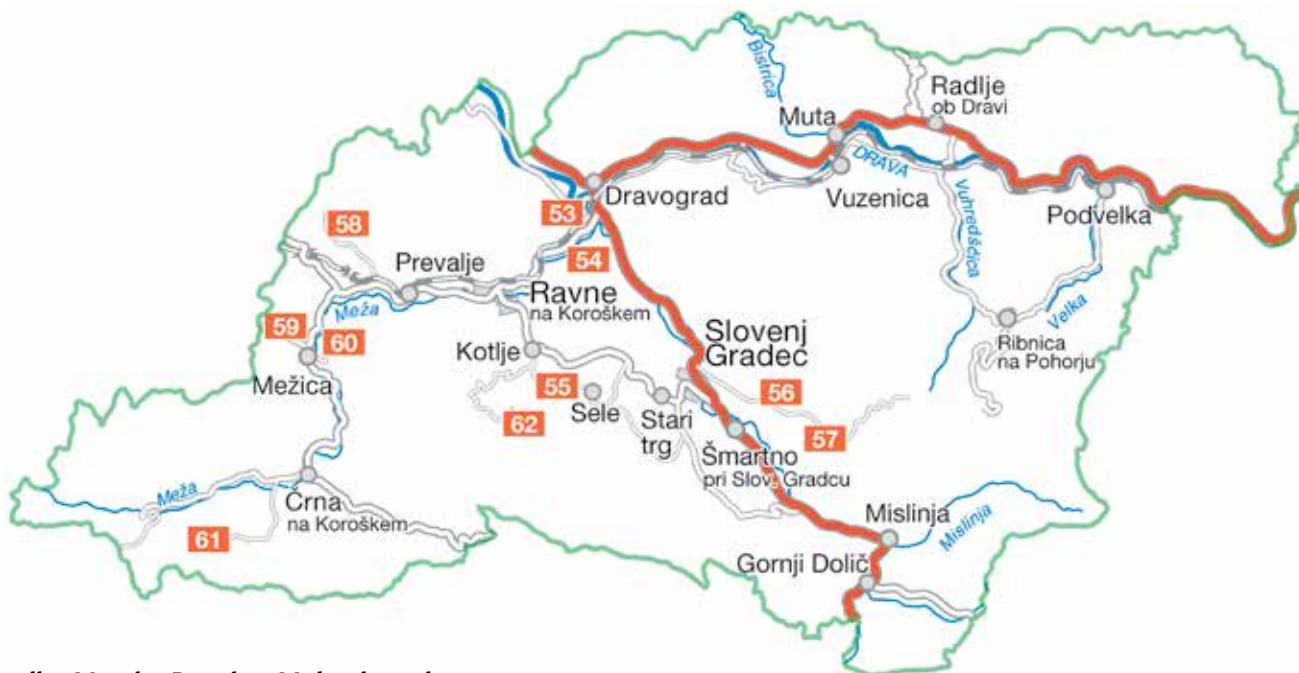 Bistrica
Radlje
ob Dravi
Muta
DRAVA
Vuzenica
Vuhredščica
Podvelka
Dravograd
53
54
58
Prevalje
Ravne
na Koroškem
Meža
59
60
Mežica
Kotlje
Slovenj
Gradec
Velka
Ribnica
na Pohorju
55
56
Sele
62
Stari
trg
57
Šmartno
pri Slov. Gradcu
Meža
Črna
na Koroškem
61
Mislinja
Mislinja
Gornji Dolič